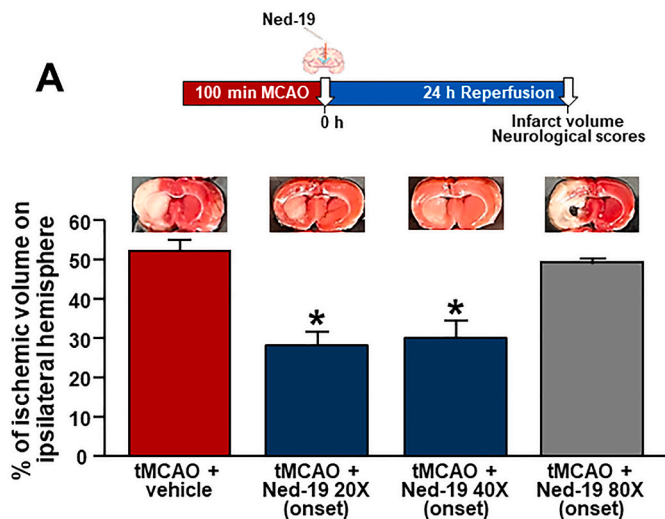 Ned-19
A
100 min MCAO
24 h Reperfusion
0 h
Infarct volume
Neurological scores
% of ischemic volume on
ipsilateral hemisphere
60
50
40
30
20
10
0
*
*
tMCAO +
vehicle
tMCAO +
Ned-19 20X
(onset)
tMCAO +
Ned-19 40X
(onset)
tMCAO +
Ned-19 80X
(onset)